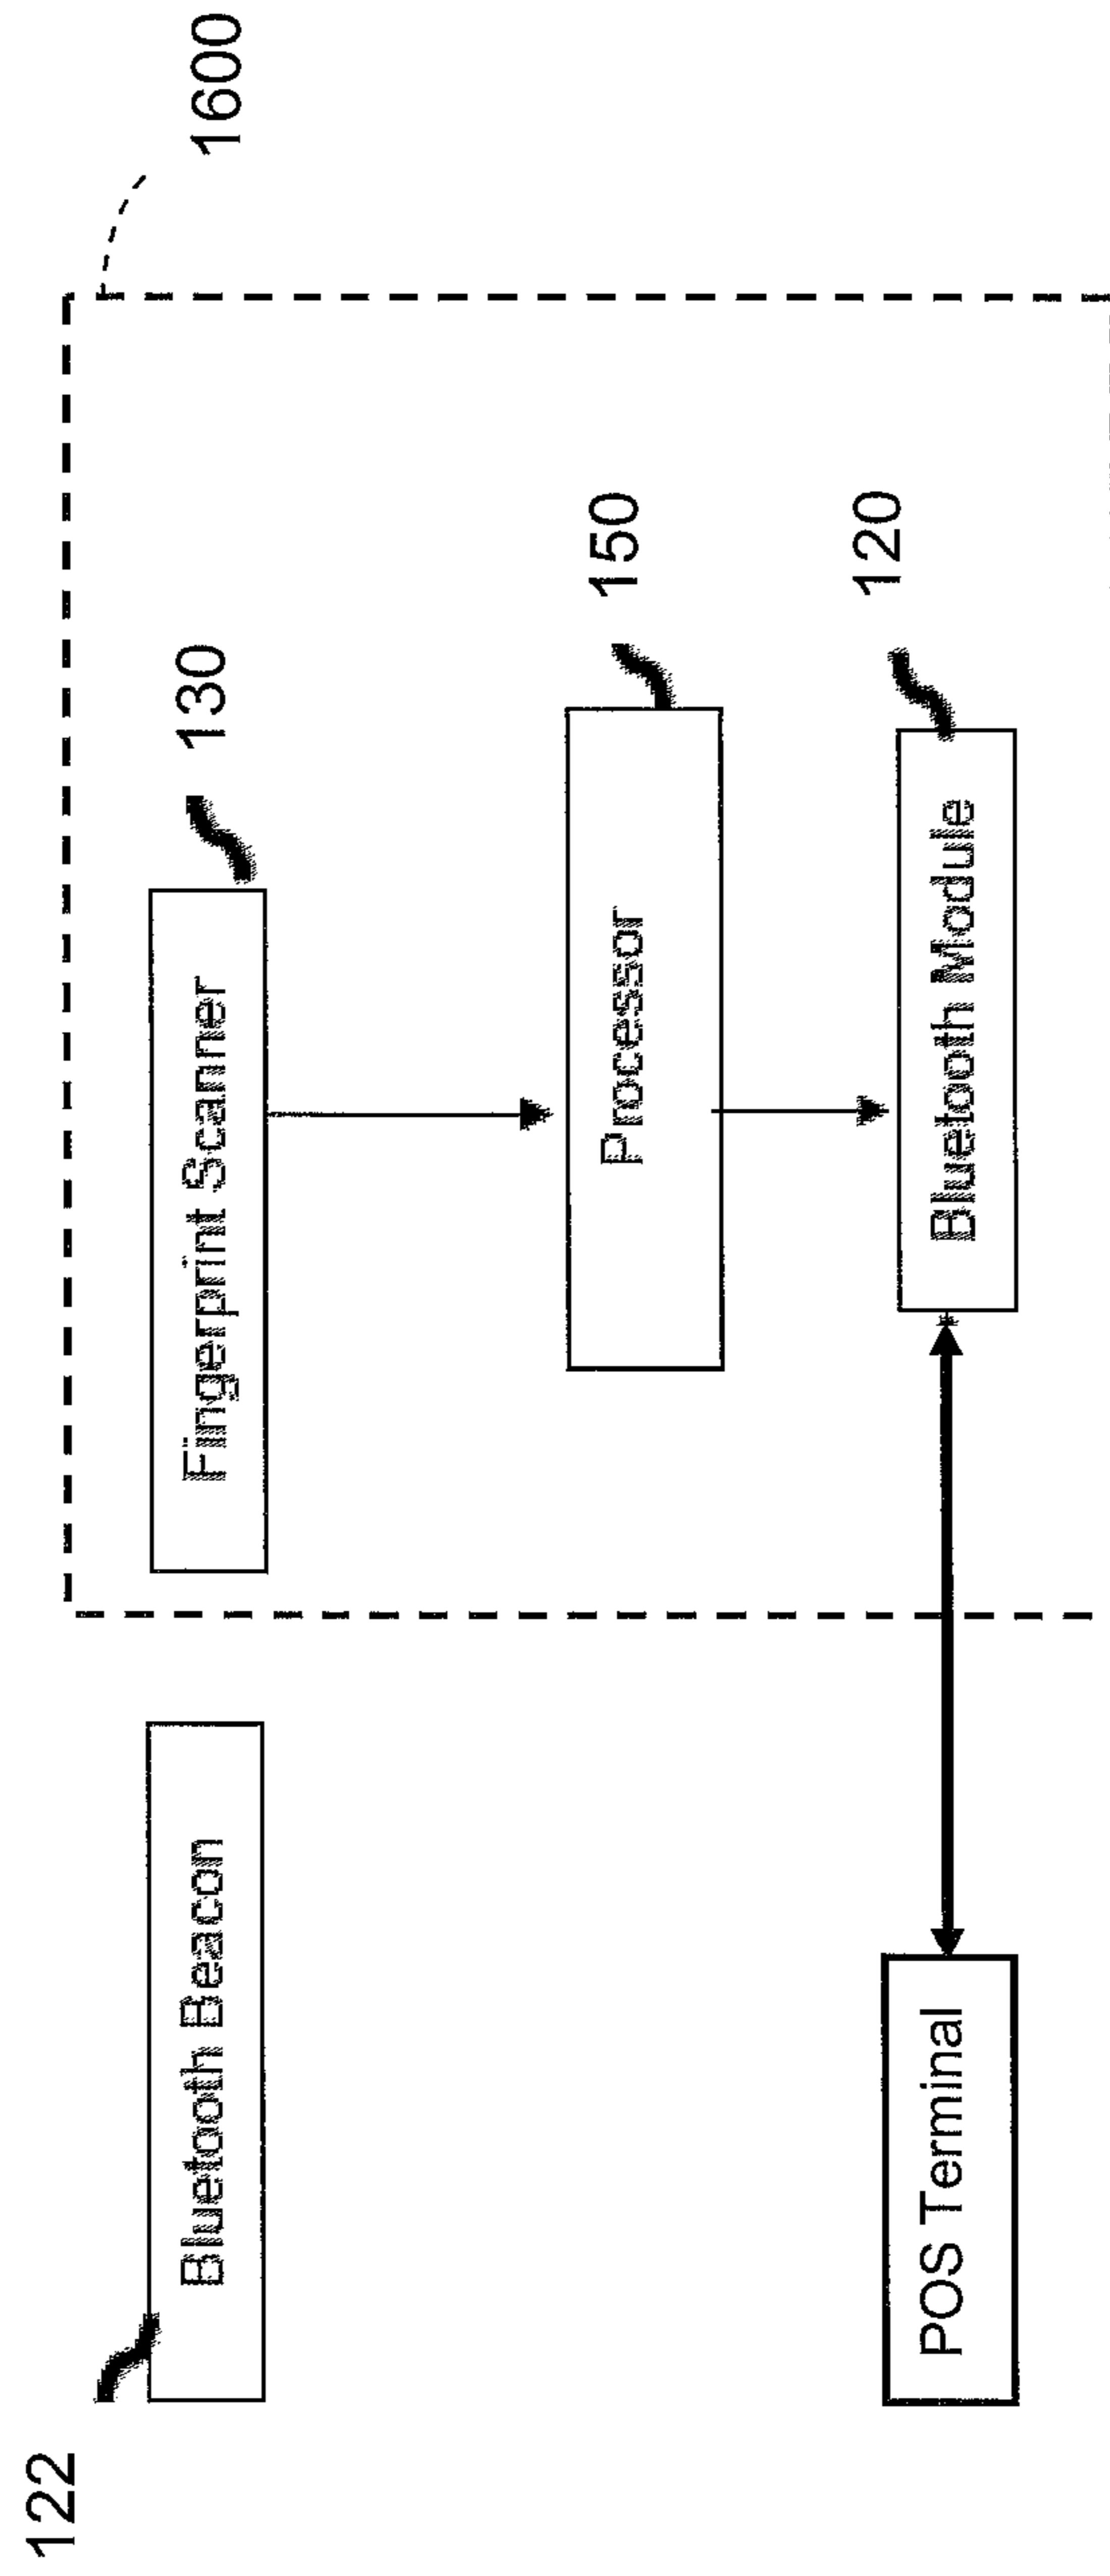 1600
122
Bluetooth Beacon
Fingerprint Scanner
130
Processor
150
POS Terminal
Bluetooth Module
120